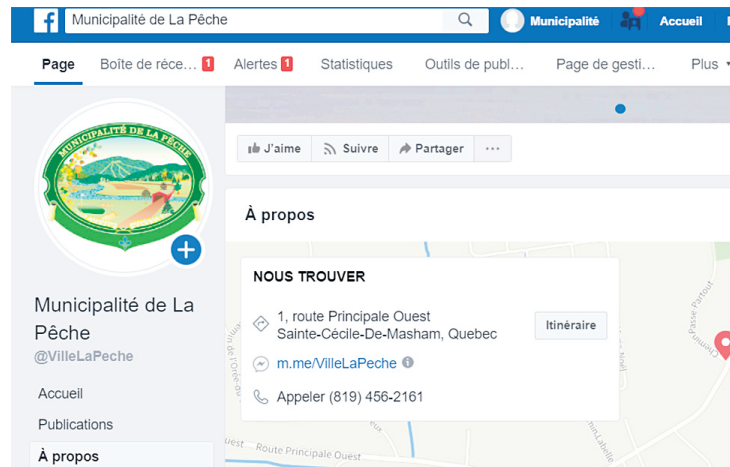 Municipalité de La Pêche
Municipalité
Accueil
Page
Boîte de réce... 1
Alertes 1
Statistiques
Outils de publ...
Page de gesti...
Plus
MUNICIPALITÉ DE LA PÊCHE
J'aime
Suivre
Partager
...
À propos
NOUS TROUVER
1, route Principale Ouest
Sainte-Cécile-De-Masham, Quebec
Itinéraire
m.me/VilleLaPeche
Appeler (819) 456-2161
Municipalité de La
Pêche
@VilleLaPeche
Accueil
Publications
À propos
Chemin Passe-Partout
Route Principale Ouest